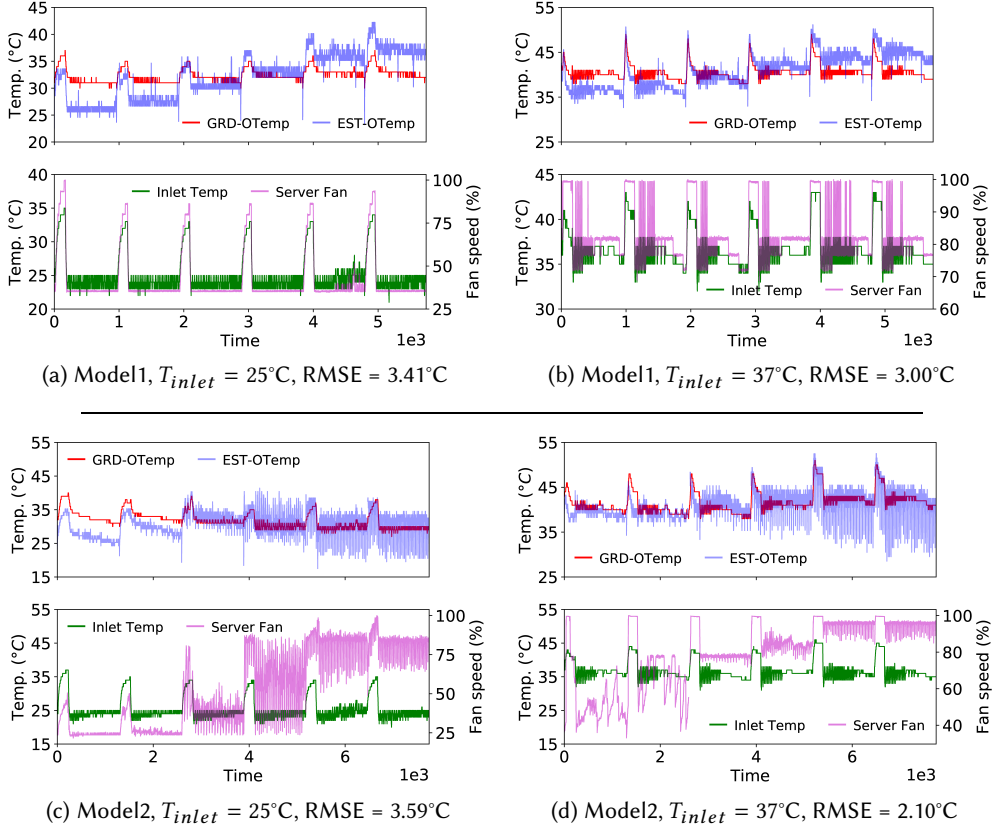 45
40
35
30
25
20
Temp. (°C)
GRD-OTemp
EST-OTemp
40
35
30
25
20
Temp. (°C)
Inlet Temp
Server Fan
100
75
50
25
Fan speed (%)
0 1 2 3 4 5
Time
1e3
(a) Model1, T_inlet = 25°C, RMSE = 3.41°C
55
45
35
25
Temp. (°C)
GRD-OTemp
EST-OTemp
45
40
35
30
Temp. (°C)
Inlet Temp
Server Fan
100
90
80
70
60
Fan speed (%)
0 1 2 3 4 5
Time
1e3
(b) Model1, T_inlet = 37°C, RMSE = 3.00°C
55
45
35
25
15
Temp. (°C)
GRD-OTemp
EST-OTemp
55
45
35
25
15
Temp. (°C)
Inlet Temp
Server Fan
100
75
50
25
Fan speed (%)
0 2 4 6
Time
1e3
(c) Model2, T_inlet = 25°C, RMSE = 3.59°C
55
45
35
25
Temp. (°C)
GRD-OTemp
EST-OTemp
55
45
35
25
15
Temp. (°C)
Inlet Temp
Server Fan
100
80
60
40
Fan speed (%)
0 2 4 6
Time
1e3
(d) Model2, T_inlet = 37°C, RMSE = 2.10°C